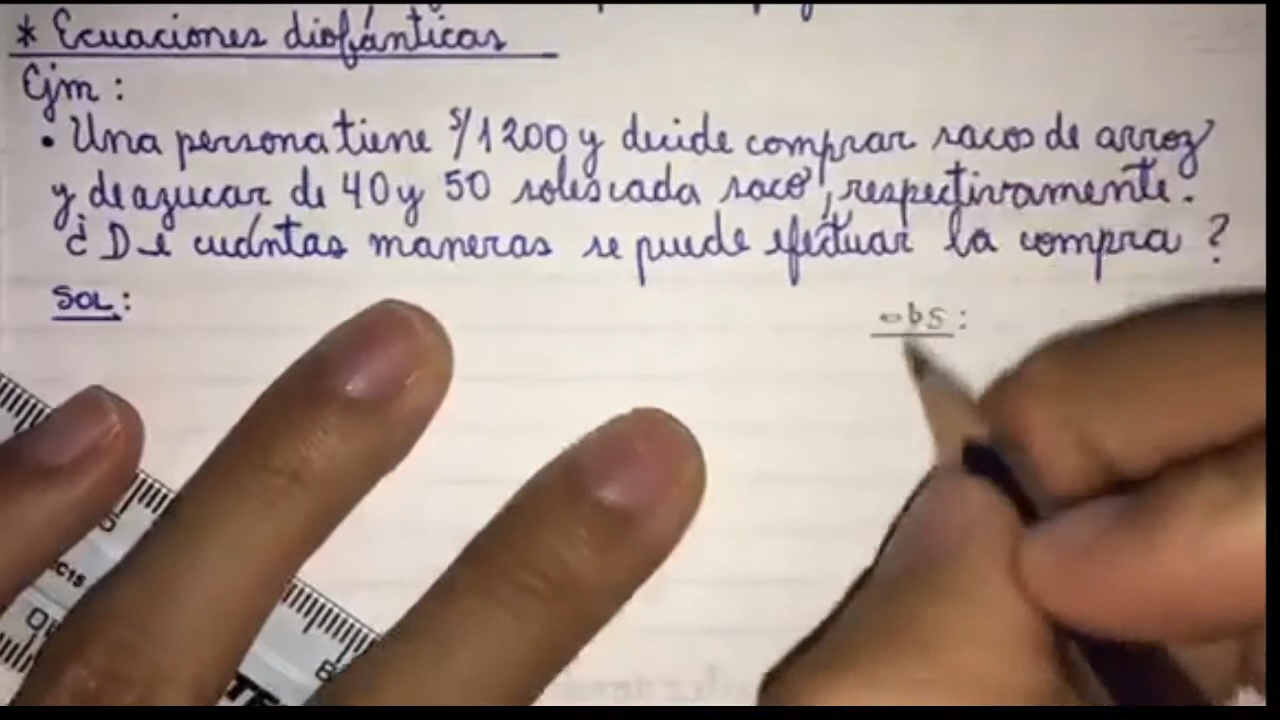 * Ecuaciones diofánticas
Ejm :
• Una persona tiene S/1200 y decide comprar sacos de arroz
y de azucar de 40 y 50 soles cada saco, respectivamente.
¿De cuántas maneras se puede efectuar la compra?
SOL:
obs: